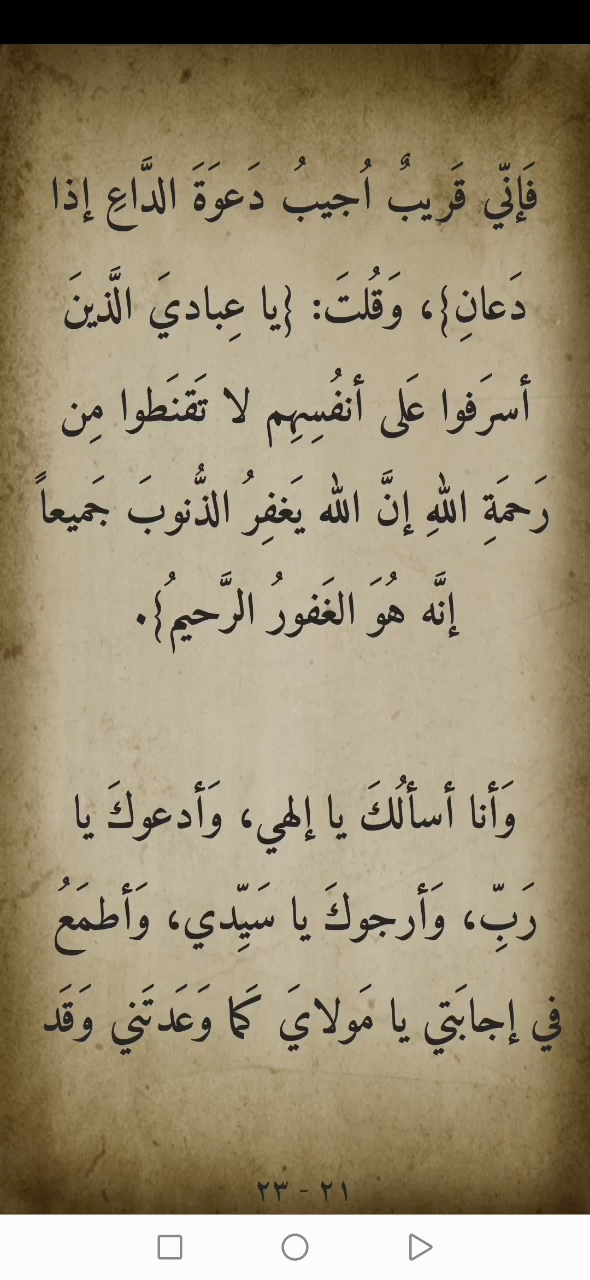 فَإنّي قَريبٌ اُجيبُ دَعوَةَ الدَّاعِ إذا
دَعانِ}، وَقُلتَ: {يا عِباديَ الَّذينَ
أسرَفوا عَلى أنفُسِهِم لا تَقنَطوا مِن
رَحمَةِ اللهِ إنَّ الله يَغفِرُ الذُّنوبَ جَميعاً
إنَّه هُوَ الغَفورُ الرَّحيمُ}.
وَأنا أسألُكَ يا إلهي، وَأدعوكَ يا
رَبِّ، وَأرجوكَ يا سَيِّدي، وَأطمَعُ
في إجابَتي يا مَولايَ كَما وَعَدتَني وَقَد
٢١ - ٢٣